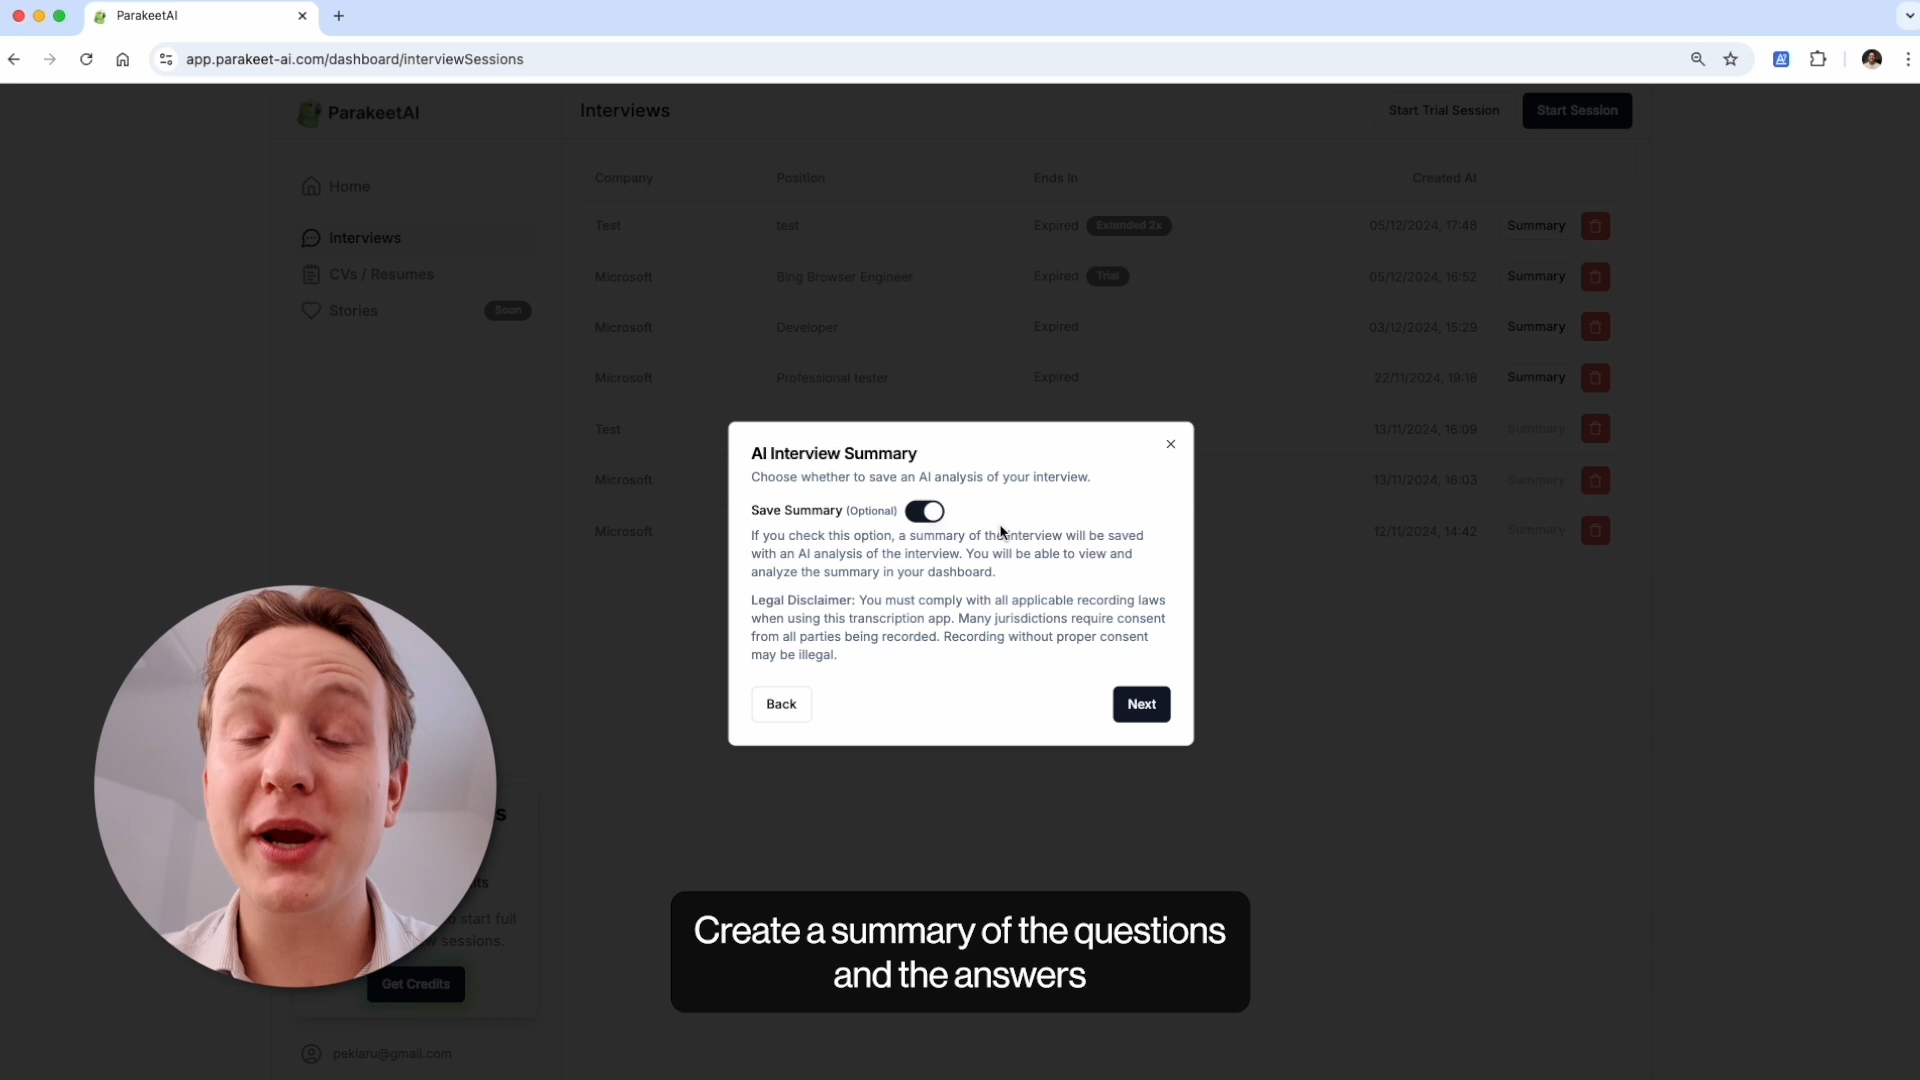 ParakeetAI
app.parakeet-ai.com/dashboard/interviewSessions
ParakeetAI
Interviews
Start Trial Session
Start Session
Home
Interviews
CVs / Resumes
Stories
Soon
Company Position Ends In Created At
Test test Expired Extended 2x 05/12/2024, 17:48 Summary
Microsoft Bing Browser Engineer Expired Trial 05/12/2024, 16:52 Summary
Microsoft Developer Expired 03/12/2024, 15:29 Summary
Microsoft Professional tester Expired 22/11/2024, 19:18 Summary
Test 13/11/2024, 16:09 Summary
Microsoft 13/11/2024, 16:03 Summary
Microsoft 12/11/2024, 14:42 Summary
AI Interview Summary
Choose whether to save an AI analysis of your interview.
Save Summary (Optional)
If you check this option, a summary of the interview will be saved
with an AI analysis of the interview. You will be able to view and
analyze the summary in your dashboard.
Legal Disclaimer: You must comply with all applicable recording laws
when using this transcription app. Many jurisdictions require consent
from all parties being recorded. Recording without proper consent
may be illegal.
Back
Next
start full
sessions.
Get Credits
peklaru@gmail.com
Create a summary of the questions
and the answers